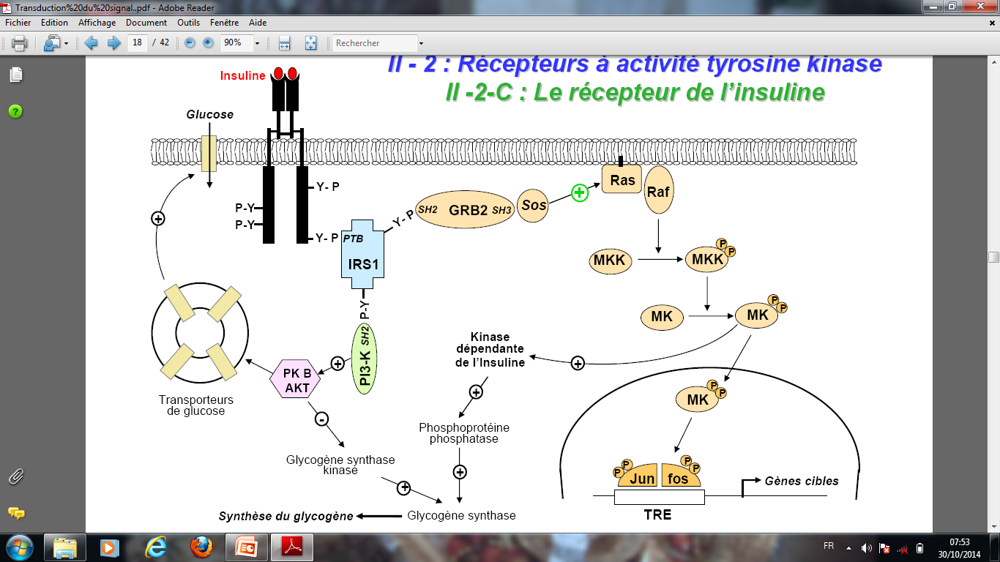 Transduction%20du%20signal..pdf - Adobe Reader
Fichier Edition Affichage Document Outils Fenêtre Aide
18 / 42 90% Rechercher
II - 2 : Récepteurs à activité tyrosine kinase
II -2-C : Le récepteur de l'insuline
Insuline
Glucose
Y- P
P-Y
P-Y
Y- P
PTB
IRS1
Y- P
SH2 GRB2 SH3
Sos
+
Ras
Raf
MKK
MKK
P
P
MK
MK
P
P
P-Y
SH2
PI3-K
+
PK B
AKT
+
Transporteurs
de glucose
-
Glycogène synthase
kinase
+
Kinase
dépendante
de l'Insuline
+
+
Phosphoprotéine
phosphatase
+
Glycogène synthase
Synthèse du glycogène
MK
P
P
P
P
Jun
fos
P
P
TRE
Gènes cibles
FR
07:53
30/10/2014